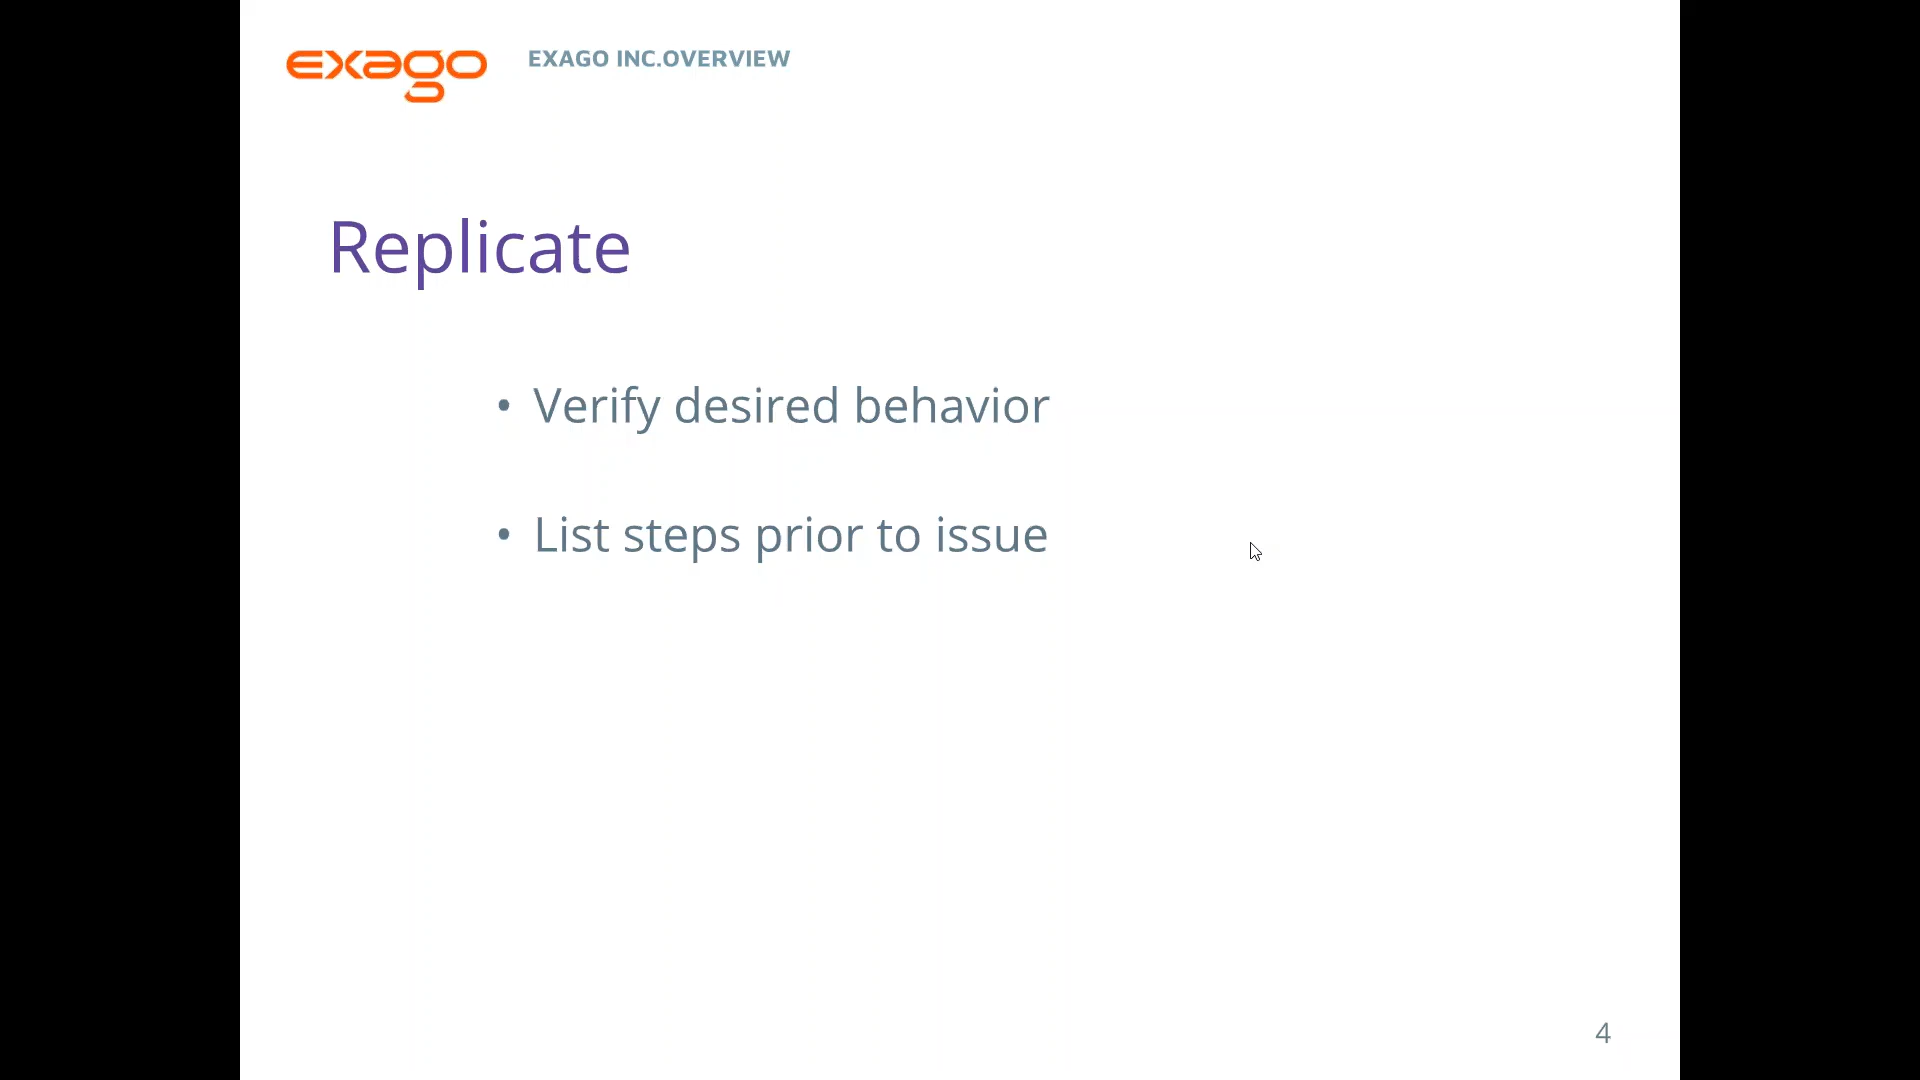 exago
EXAGO INC.OVERVIEW
Replicate
• Verify desired behavior
• List steps prior to issue
4